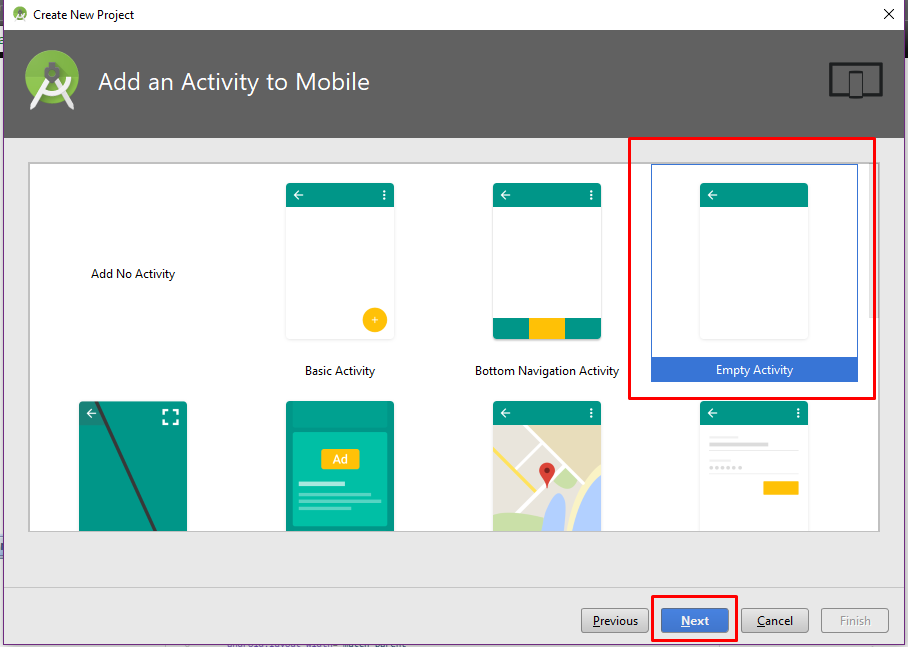 Create New Project
Add an Activity to Mobile
Add No Activity
Basic Activity
Bottom Navigation Activity
Empty Activity
Ad
Previous
Next
Cancel
Finish